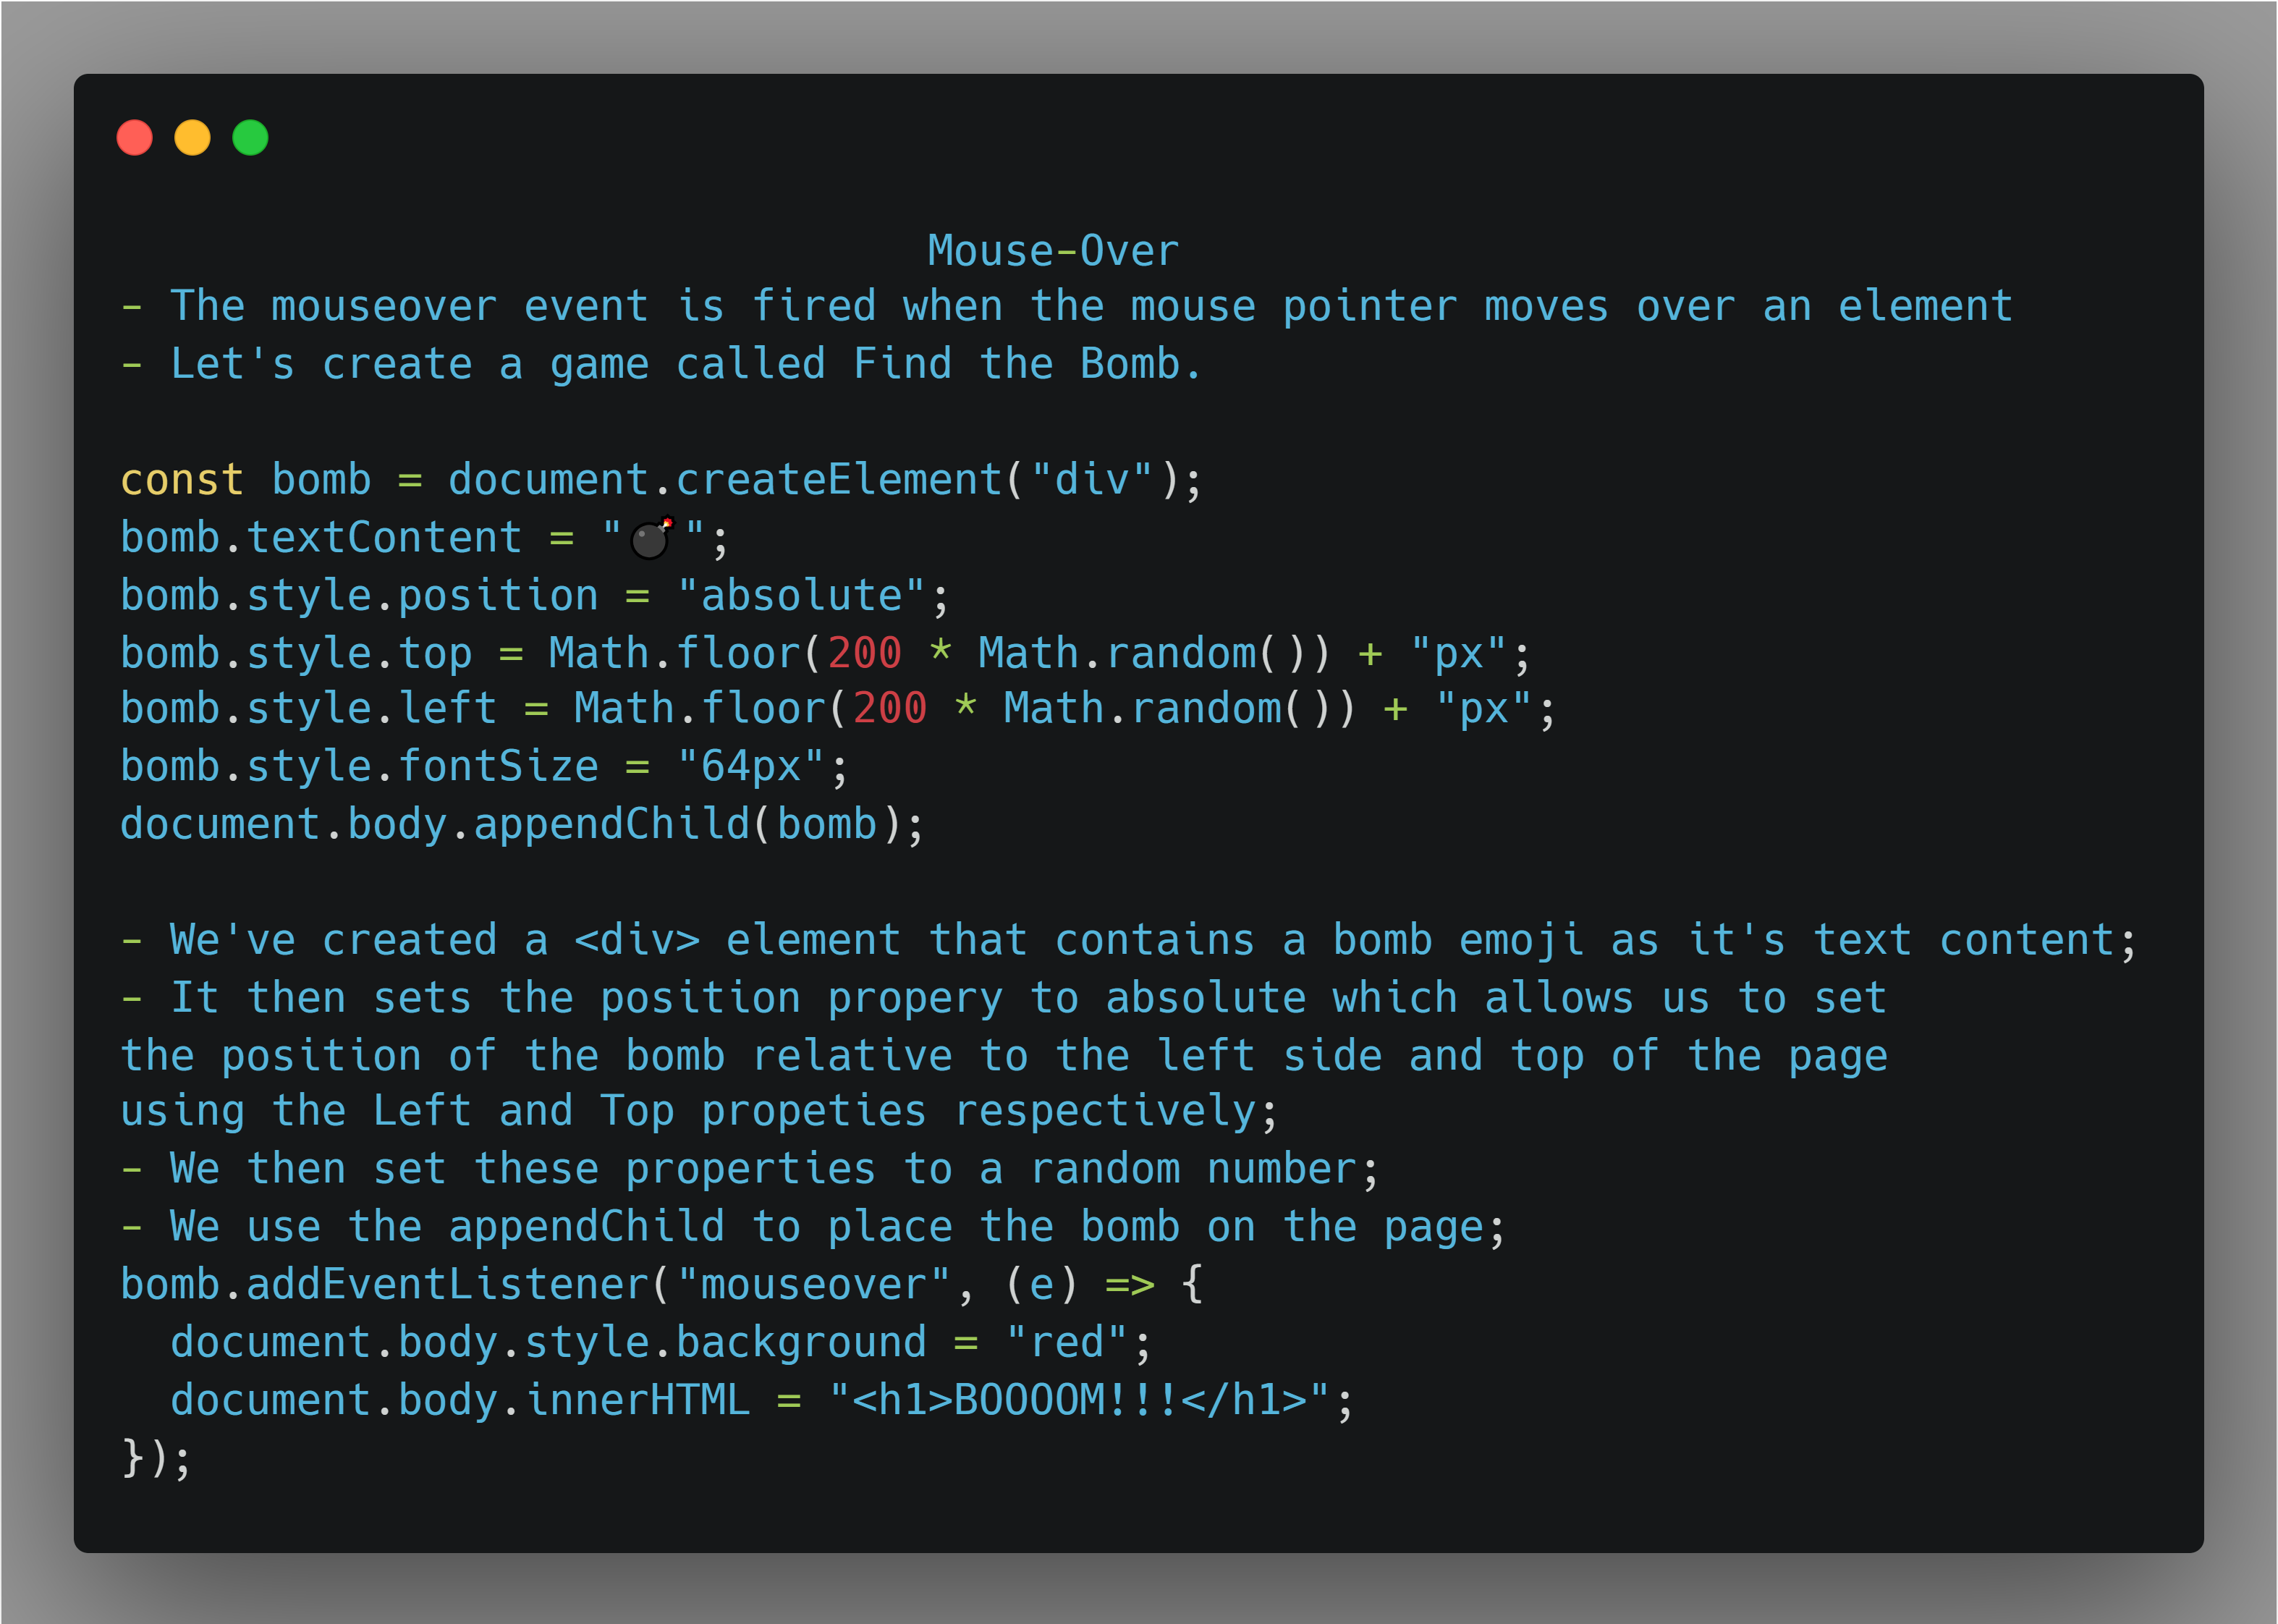 Mouse-Over
- The mouseover event is fired when the mouse pointer moves over an element
- Let's create a game called Find the Bomb.
const bomb = document.createElement("div");
bomb.textContent = "💣";
bomb.style.position = "absolute";
bomb.style.top = Math.floor(200 * Math.random()) + "px";
bomb.style.left = Math.floor(200 * Math.random()) + "px";
bomb.style.fontSize = "64px";
document.body.appendChild(bomb);
- We've created a <div> element that contains a bomb emoji as it's text content;
- It then sets the position propery to absolute which allows us to set
the position of the bomb relative to the left side and top of the page
using the Left and Top propeties respectively;
- We then set these properties to a random number;
- We use the appendChild to place the bomb on the page;
bomb.addEventListener("mouseover", (e) => {
  document.body.style.background = "red";
  document.body.innerHTML = "<h1>BOOOOM!!!</h1>";
});